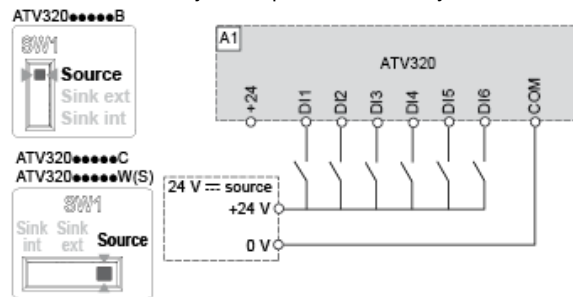 ATV320●●●●●B
SW1
Source
Sink ext
Sink int
ATV320●●●●●C
ATV320●●●●●W(S)
SW1
Sink int
Sink ext
Source
A1
ATV320
+24
DI1
DI2
DI3
DI4
DI5
DI6
COM
24 V ⎓ source
+24 V
0 V